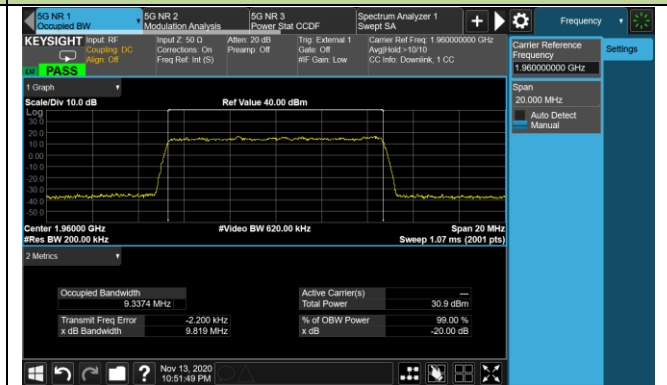 5G NR 1
Occupied BW
5G NR 2
Modulation Analysis
5G NR 3
Power Stat CCDF
Spectrum Analyzer 1
Swept SA
+
Frequency
KEYSIGHT
Input: RF
Coupling: DC
Align: Off
Input Z: 50 Ω
Corrections: On
Freq Ref: Int (S)
Atten: 20 dB
Preamp: Off
Trig: External 1
Gate: Off
#IF Gain: Low
Carrier Ref Freq: 1.960000000 GHz
Avg|Hold:>10/10
CC Info: Downlink, 1 CC
PASS
Carrier Reference
Frequency
1.960000000 GHz
Settings
Span
20.000 MHz
Auto Detect
Manual
1 Graph
Scale/Div 10.0 dB
Ref Value 40.00 dBm
Log
30.0
20.0
10.0
0.00
-10.0
-20.0
-30.0
-40.0
-50.0
Center 1.96000 GHz
#Video BW 620.00 kHz
Span 20 MHz
#Res BW 200.00 kHz
Sweep 1.07 ms (2001 pts)
2 Metrics
Occupied Bandwidth
9.3374 MHz
Active Carrier(s)
---
Total Power
30.9 dBm
Transmit Freq Error
-2.200 kHz
% of OBW Power
99.00 %
x dB Bandwidth
9.819 MHz
x dB
-20.00 dB
?
Nov 13, 2020
10:51:49 PM